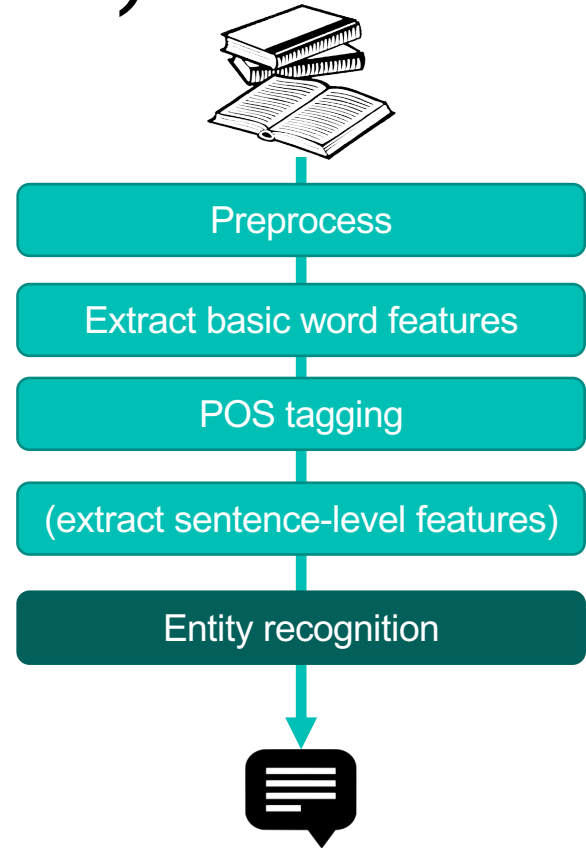 Preprocess
Extract basic word features
POS tagging
(extract sentence-level features)
Entity recognition